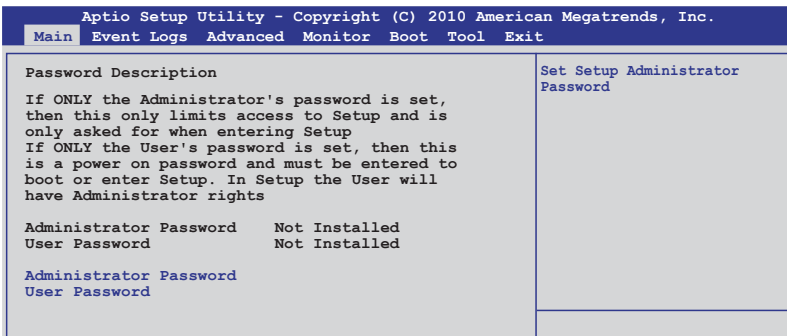 Aptio Setup Utility - Copyright (C) 2010 American Megatrends, Inc.
Main Event Logs Advanced Monitor Boot Tool Exit
Password Description
If ONLY the Administrator's password is set,
then this only limits access to Setup and is
only asked for when entering Setup
If ONLY the User's password is set, then this
is a power on password and must be entered to
boot or enter Setup. In Setup the User will
have Administrator rights
Administrator Password Not Installed
User Password Not Installed
Administrator Password
User Password
Set Setup Administrator
Password